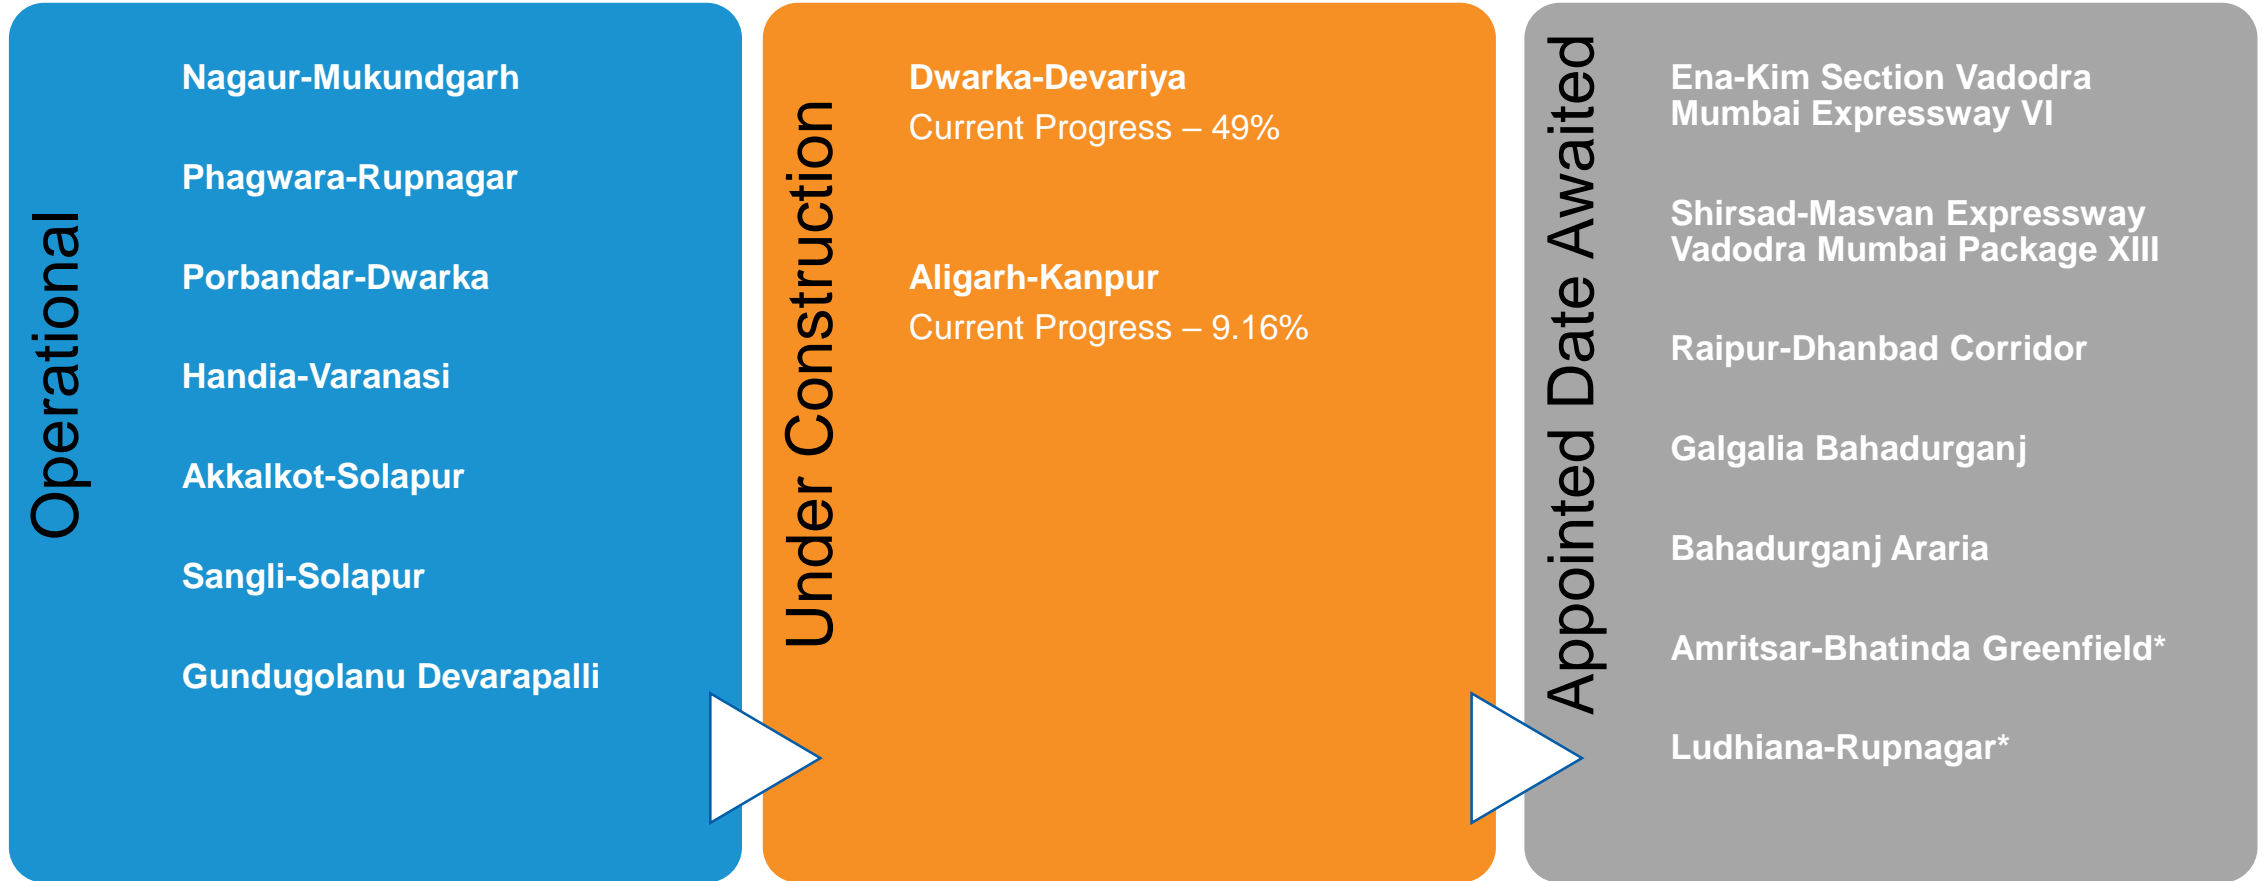 Operational
Nagaur-Mukundgarh
Phagwara-Rupnagar
Porbandar-Dwarka
Handia-Varanasi
Akkalkot-Solapur
Sangli-Solapur
Gundugolanu Devarapalli
Under Construction
Dwarka-Devariya
Current Progress – 49%
Aligarh-Kanpur
Current Progress – 9.16%
Appointed Date Awaited
Ena-Kim Section Vadodra
Mumbai Expressway VI
Shirsad-Masvan Expressway
Vadodra Mumbai Package XIII
Raipur-Dhanbad Corridor
Galgalia Bahadurganj
Bahadurganj Araria
Amritsar-Bhatinda Greenfield*
Ludhiana-Rupnagar*